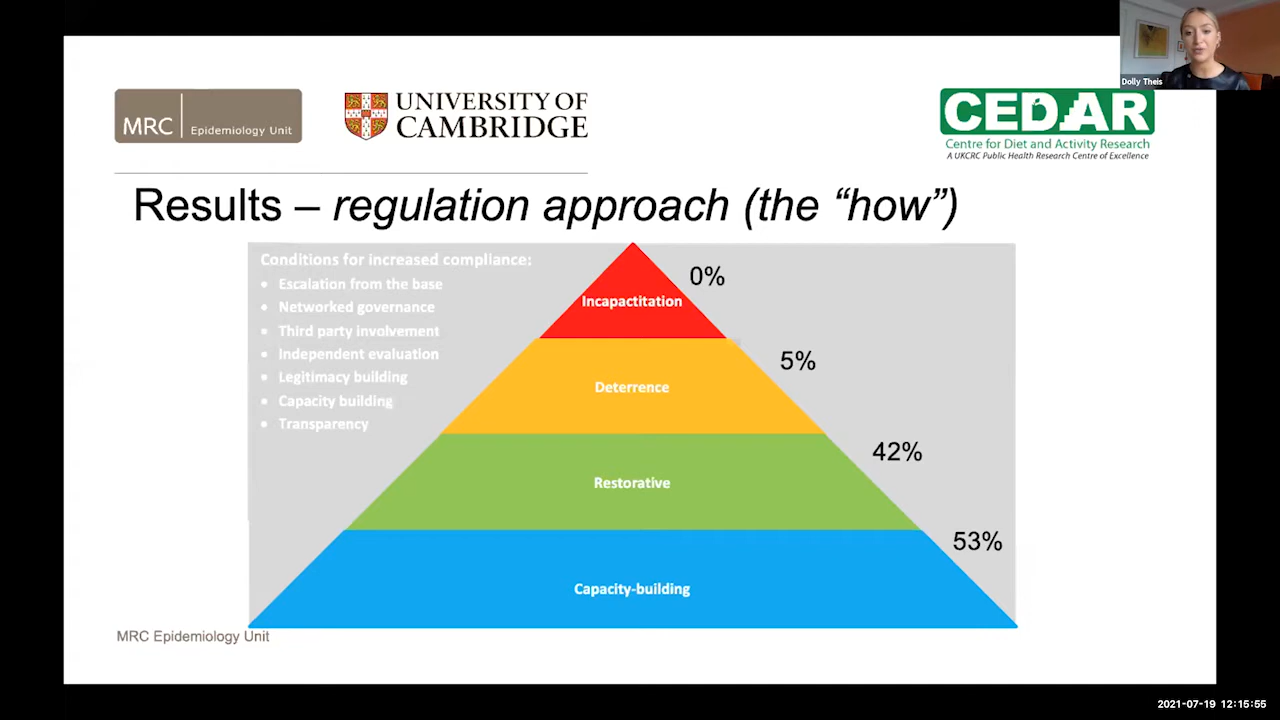 Dolly Theis
MRC Epidemiology Unit
UNIVERSITY OF
CAMBRIDGE
CEDAR
Centre for Diet and Activity Research
A UKCRC Public Health Research Centre of Excellence
Results – regulation approach (the “how”)
Conditions for increased compliance:
• Escalation from the base
• Networked governance
• Third party involvement
• Independent evaluation
• Legitimacy building
• Capacity building
• Transparency
0%
Incapactitation
5%
Deterrence
42%
Restorative
53%
Capacity-building
MRC Epidemiology Unit
2021-07-19 12:15:55